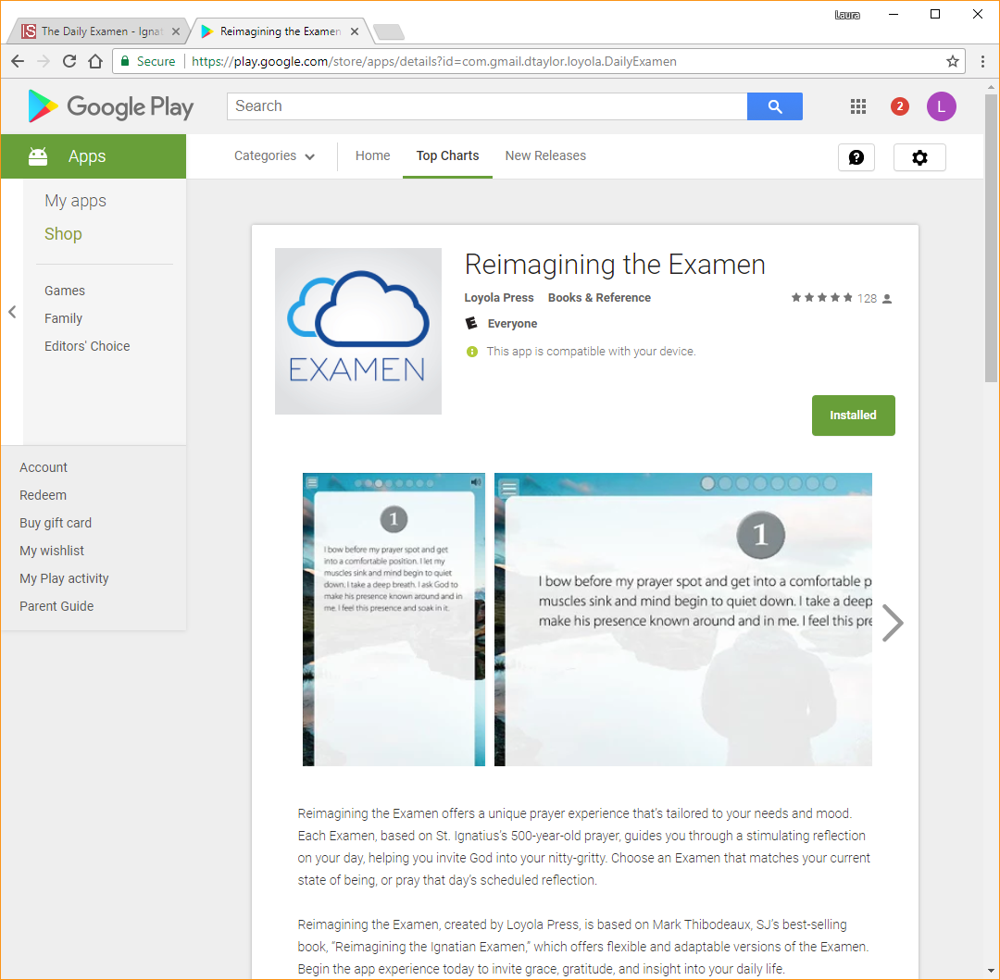 Laura
The Daily Examen - Ignat
Reimagining the Examen
Secure
https://play.google.com/store/apps/details?id=com.gmail.dtaylor.loyola.DailyExamen
Google Play
Search
2
L
Apps
Categories
Home
Top Charts
New Releases
My apps
Shop
Games
Family
Editors' Choice
Account
Redeem
Buy gift card
My wishlist
My Play activity
Parent Guide
EXAMEN
Reimagining the Examen
Loyola Press Books & Reference
128
E Everyone
This app is compatible with your device.
Installed
1
I bow before my prayer spot and get
into a comfortable position. I let my
muscles sink and mind begin to quiet
down. I take a deep breath. I ask God to
make his presence known around and in
me. I feel this presence and soak in it.
1
I bow before my prayer spot and get into a comfortable p
muscles sink and mind begin to quiet down. I take a deep
make his presence known around and in me. I feel this pre
Reimagining the Examen offers a unique prayer experience that's tailored to your needs and mood.
Each Examen, based on St. Ignatius's 500-year-old prayer, guides you through a stimulating reflection
on your day, helping you invite God into your nitty-gritty. Choose an Examen that matches your current
state of being, or pray that day's scheduled reflection.
Reimagining the Examen, created by Loyola Press, is based on Mark Thibodeaux, SJ's best-selling
book, “Reimagining the Ignatian Examen,” which offers flexible and adaptable versions of the Examen.
Begin the app experience today to invite grace, gratitude, and insight into your daily life.